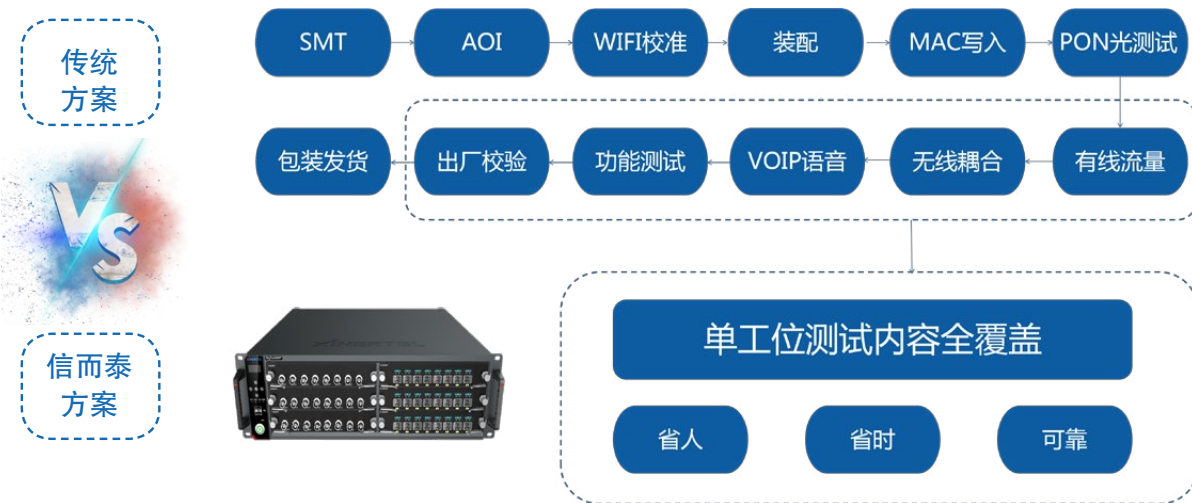 传统
方案
SMT
AOI
WIFI校准
装配
MAC写入
PON光测试
包装发货
出厂校验
功能测试
VOIP语音
无线耦合
有线流量
VS
单工位测试内容全覆盖
XINERTEL
信而泰
方案
省人
省时
可靠